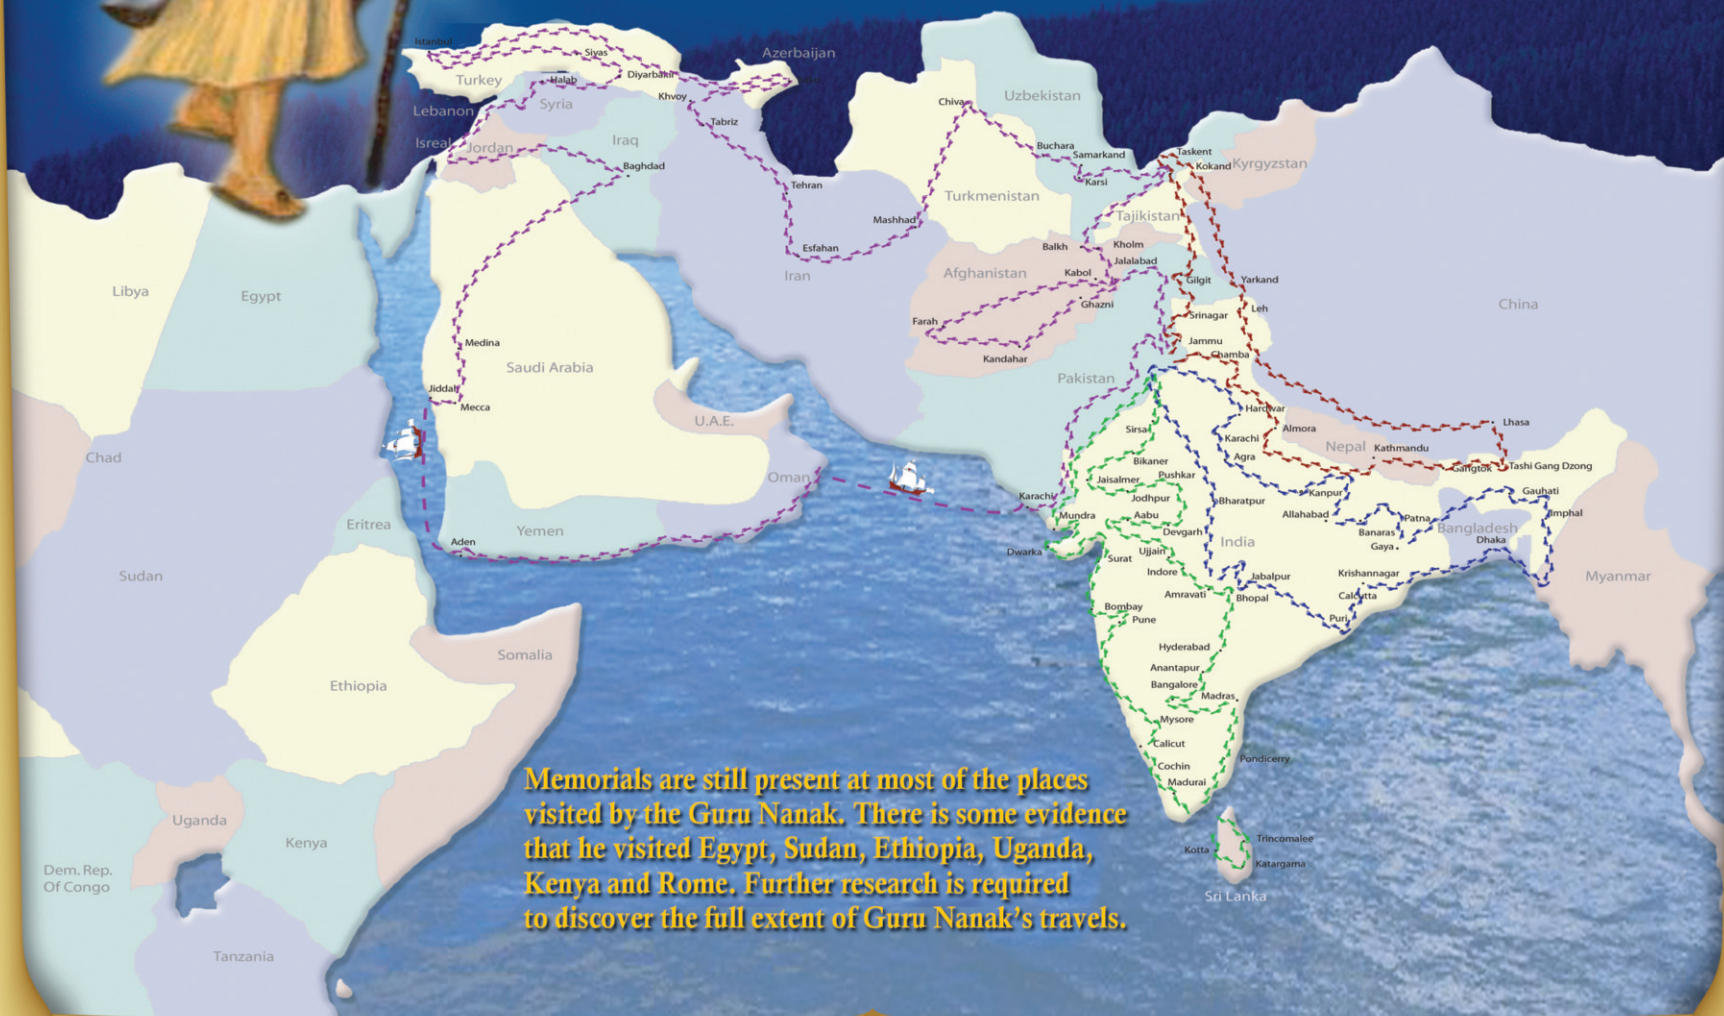 Istanbul
Siyas
Azerbaijan
Turkey
Halab
Diyarbakir
Khvoy
Chiva
Uzbekistan
Lebanon
Syria
Tabriz
Isreal
Jordan
Iraq
Buchara
Samarkand
Taskent
Kokand
Kyrgyzstan
Baghdad
Karsi
Tehran
Turkmenistan
Mashhad
Tajikistan
Esfahan
Balkh
Kholm
Jalalabad
Iran
Afghanistan
Kabol
Gilgit
Yarkand
Libya
Egypt
China
Ghazni
Leh
Farah
Srinagar
Medina
Kandahar
Jammu
Chamba
Saudi Arabia
Pakistan
Jiddah
Mecca
Hardwar
U.A.E.
Sirsa
Almora
Lhasa
Karachi
Nepal
Kathmandu
Chad
Agra
Bikaner
Gangtok
Tashi Gang Dzong
Oman
Jaisalmer
Pushkar
Karachi
Jodhpur
Bharatpur
Kanpur
Gauhati
Mundra
Aabu
Allahabad
Patna
Imphal
Eritrea
Yemen
Devgarh
Banaras
Bangladesh
Aden
India
Gaya
Dhaka
Dwarka
Ujjain
Surat
Sudan
Indore
Jabalpur
Krishannagar
Myanmar
Amravati
Bhopal
Calcutta
Bombay
Pune
Puri
Somalia
Hyderabad
Anantapur
Ethiopia
Bangalore
Madras
Mysore
Calicut
Pondicerry
Cochin
Madurai
Memorials are still present at most of the places
visited by the Guru Nanak. There is some evidence
that he visited Egypt, Sudan, Ethiopia, Uganda,
Kenya and Rome. Further research is required
to discover the full extent of Guru Nanak's travels.
Uganda
Kenya
Trincomalee
Kotta
Katargama
Dem. Rep.
Of Congo
Sri Lanka
Tanzania